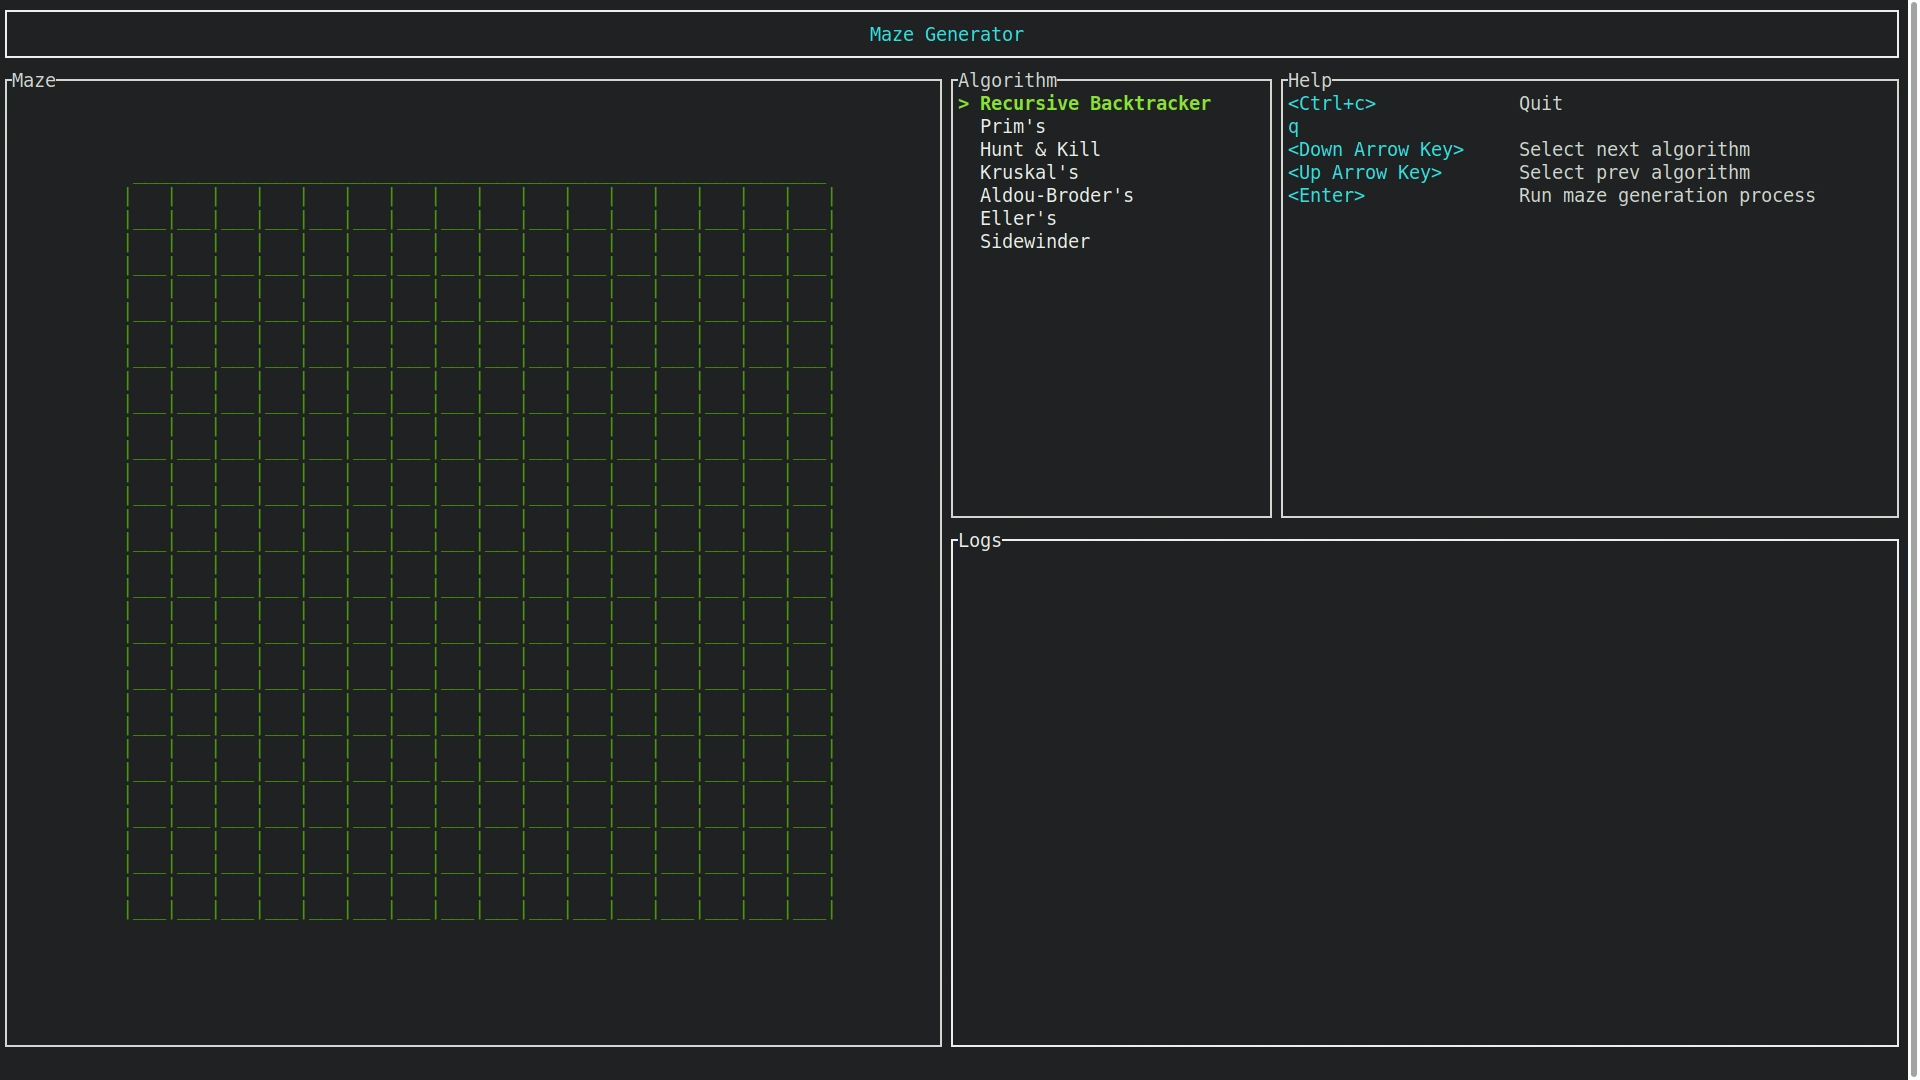 Maze Generator
Maze
Algorithm
> Recursive Backtracker
Prim's
Hunt & Kill
Kruskal's
Aldou-Broder's
Eller's
Sidewinder
Help
<Ctrl+c> Quit
q
<Down Arrow Key> Select next algorithm
<Up Arrow Key> Select prev algorithm
<Enter> Run maze generation process
Logs